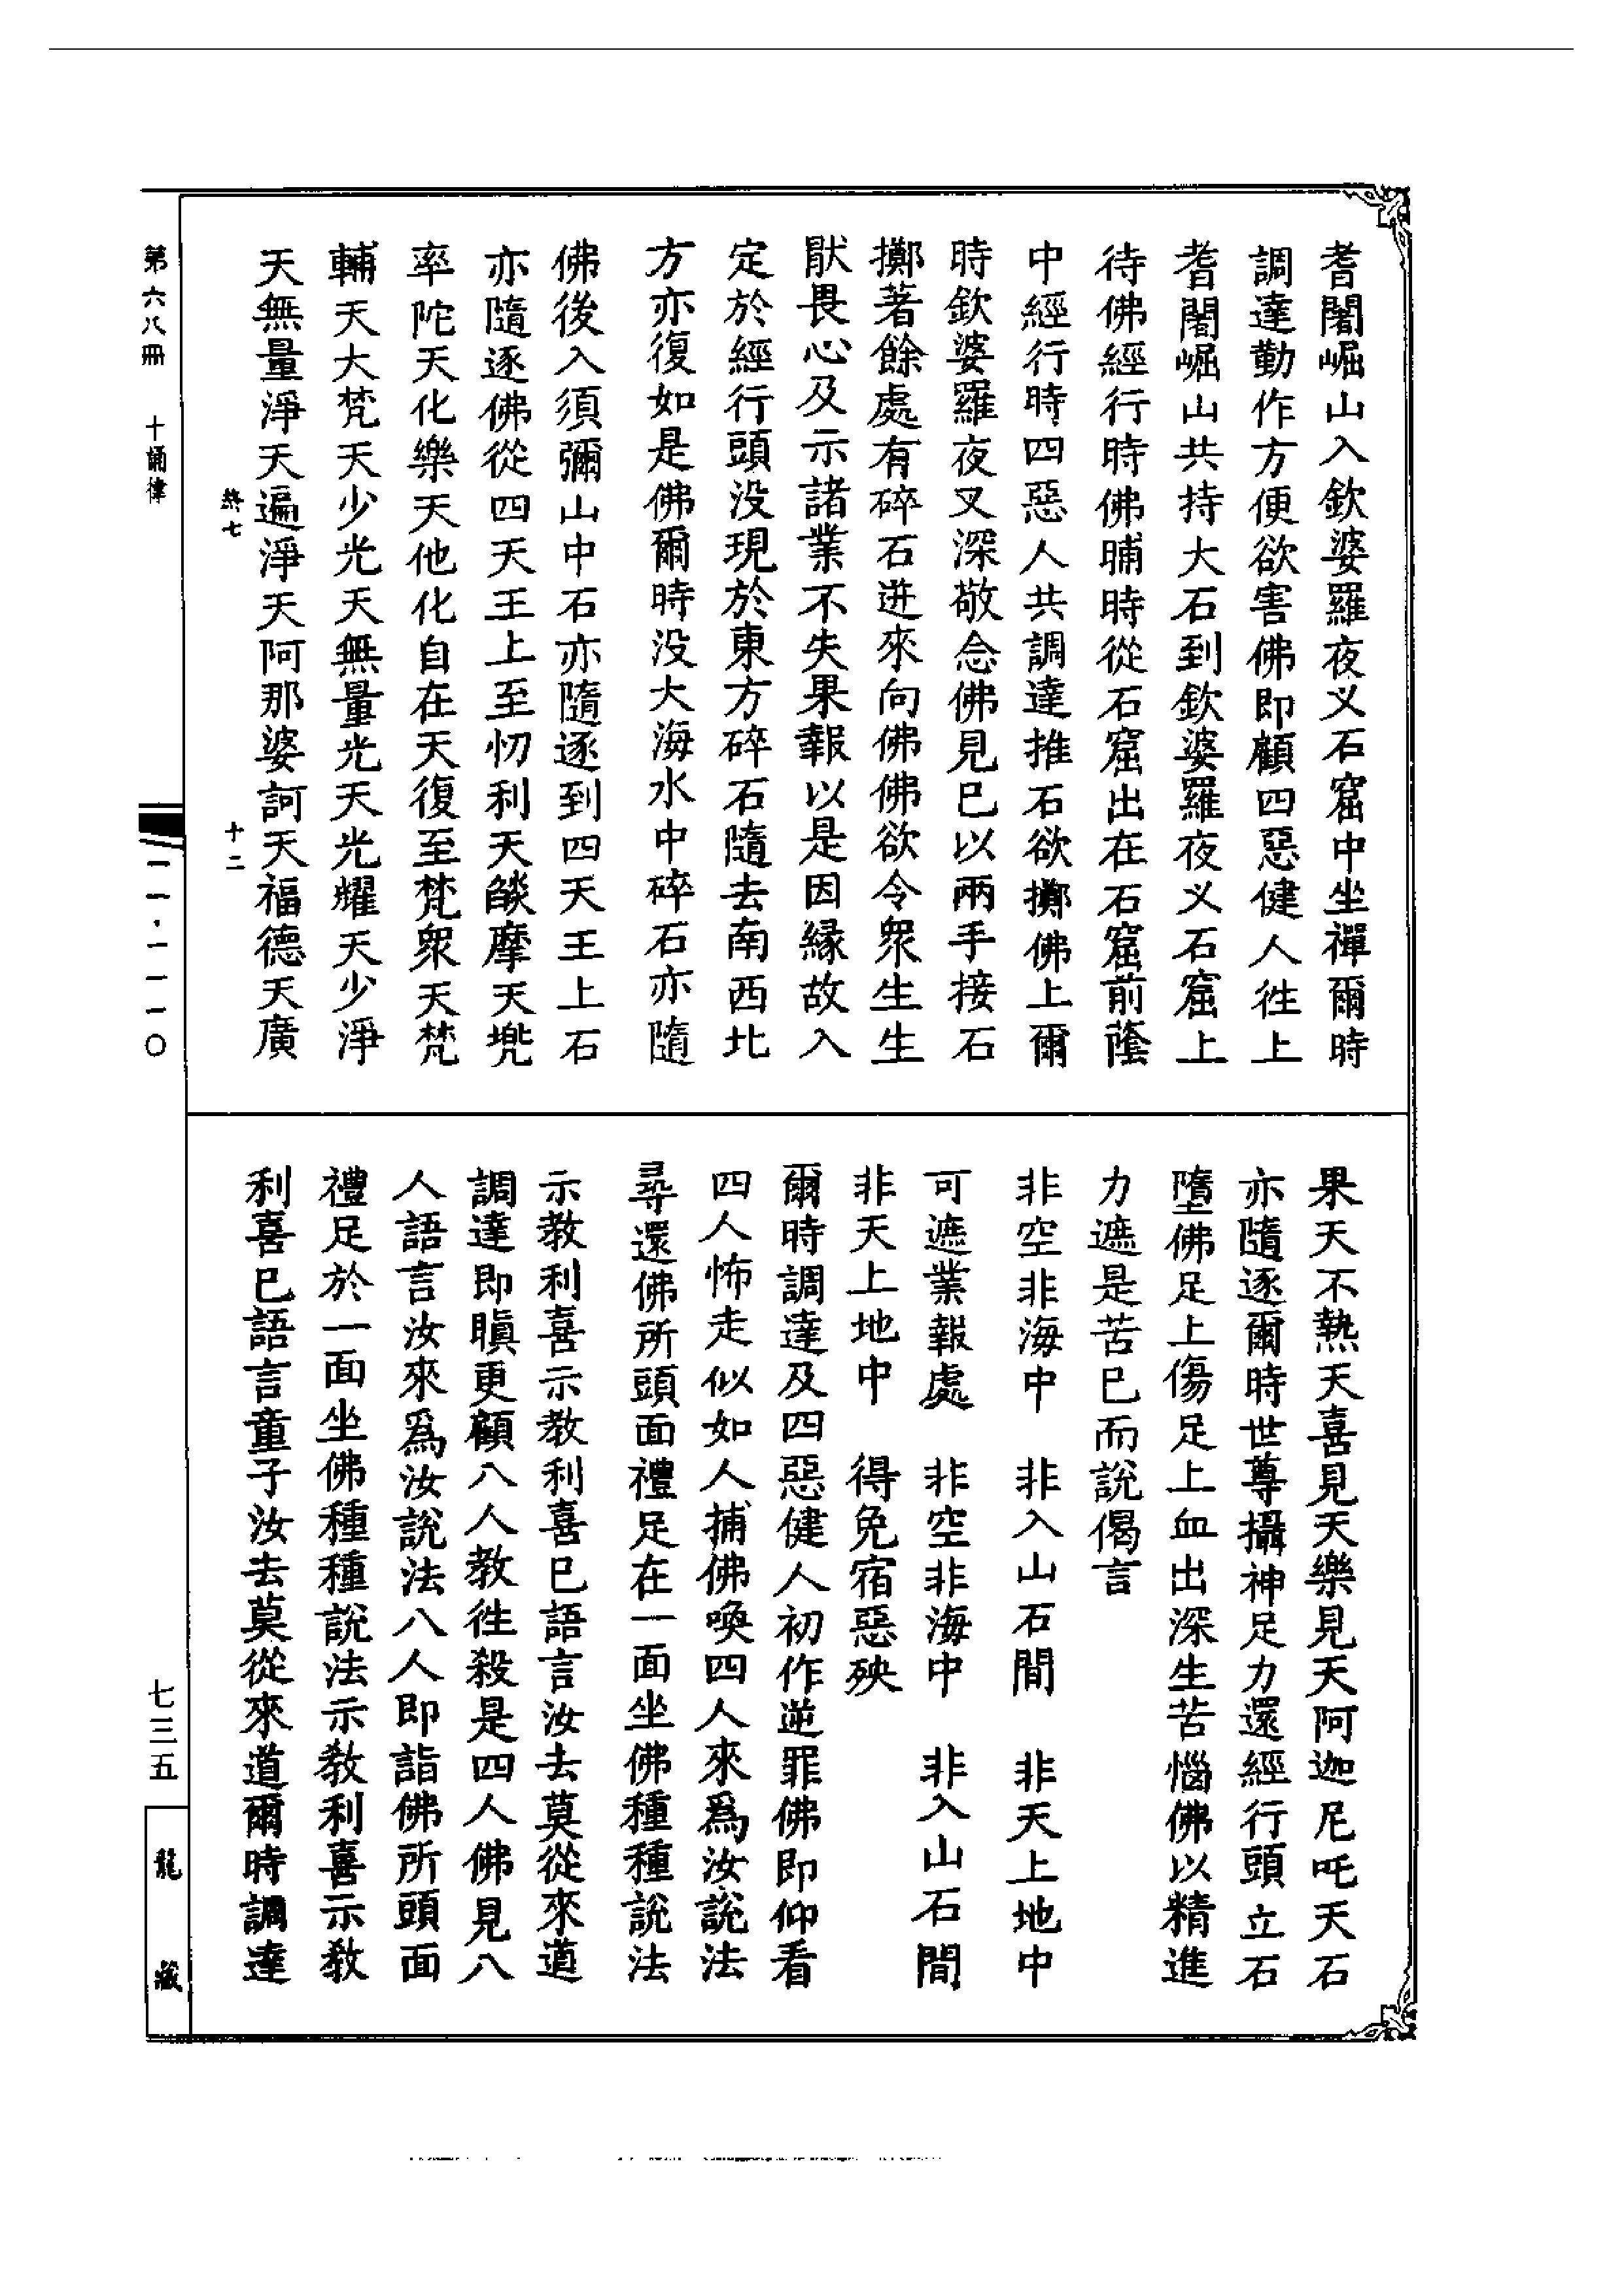 耆闍崛山入欽婆羅夜叉石窟中坐禪爾時
調達勤作方便欲害佛即顧四惡健人徃上
耆闍崛山共持大石到欽婆羅夜叉石窟上
待佛經行時佛晡時從石窟出在石窟前蔭
中經行時四惡人共調達推石欲擲佛上爾
時欽婆羅夜叉深敬念佛見已以兩手接石
擲著餘處有碎石迸來向佛佛欲令眾生生
猒畏心及示諸業不失果報以是因緣故入
定於經行頭没現於東方碎石隨去南西北
方亦復如是佛爾時没大海水中碎石亦隨
佛後入須彌山中石亦隨逐到四天王上石
亦隨逐佛從四天王上至忉利天燄摩天兜
率陀天化樂天他化自在天復至梵眾天梵
輔天大梵天少光天無量光天光耀天少淨
天無量淨天遍淨天阿那婆訶天福德天廣
終七
十二
果天不熱天喜見天樂見天阿迦尼吒天石
亦隨逐爾時世尊攝神足力還經行頭立石
墮佛足上傷足上血出深生苦惱佛以精進
力遮是苦已而說偈言
非空非海中　非入山石間　非天上地中
可遮業報處　非空非海中　非入山石間
非天上地中　得免宿惡殃
爾時調達及四惡健人初作逆罪佛即仰看
四人怖走似如人捕佛喚四人來爲汝說法
尋還佛所頭面禮足在一面坐佛種種說法
示教利喜示教利喜已語言汝去莫從來道
調達即瞋更顧八人教徃殺是四人佛見八
人語言汝來爲汝說法八人即詣佛所頭面
禮足於一面坐佛種種說法示教利喜示教
利喜已語言童子汝去莫從來道爾時調達
第六八冊　十誦律
一一·一一一〇
七三五
龍藏